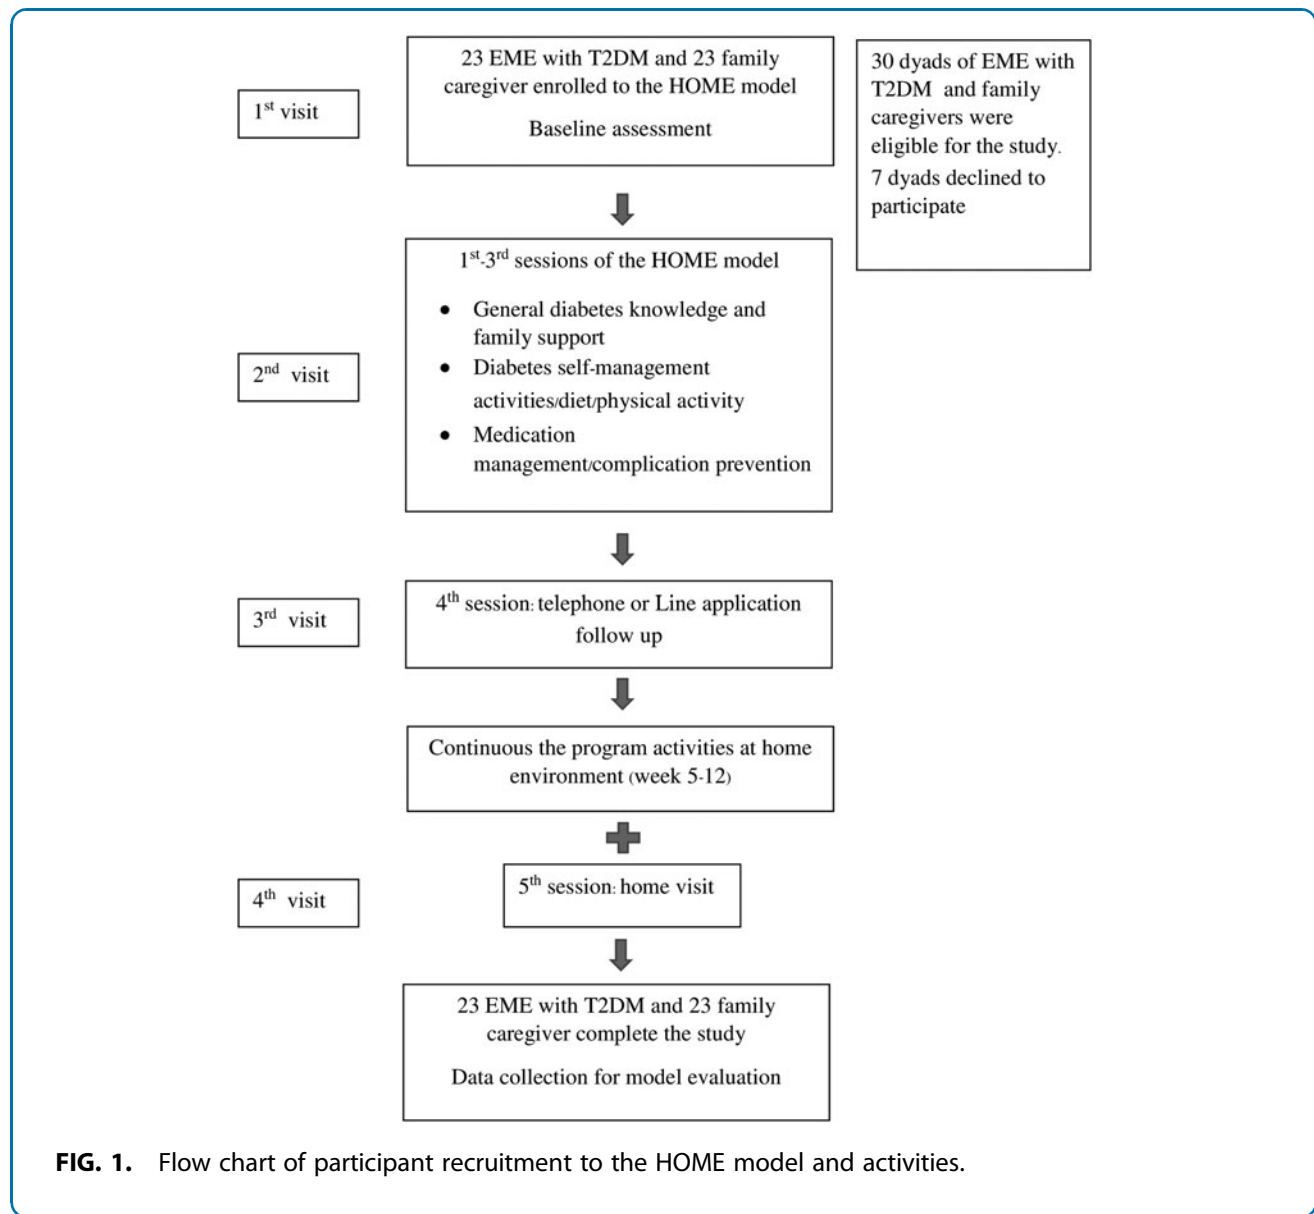 1st visit
23 EME with T2DM and 23 family
caregiver enrolled to the HOME model
Baseline assessment
30 dyads of EME with
T2DM and family
caregivers were
eligible for the study.
7 dyads declined to
participate
2nd visit
1st-3rd sessions of the HOME model
● General diabetes knowledge and
family support
● Diabetes self-management
activities/diet/physical activity
● Medication
management/complication prevention
3rd visit
4th session: telephone or Line application
follow up
Continuous the program activities at home
environment (week 5-12)
4th visit
5th session: home visit
23 EME with T2DM and 23 family
caregiver complete the study
Data collection for model evaluation
FIG. 1. Flow chart of participant recruitment to the HOME model and activities.